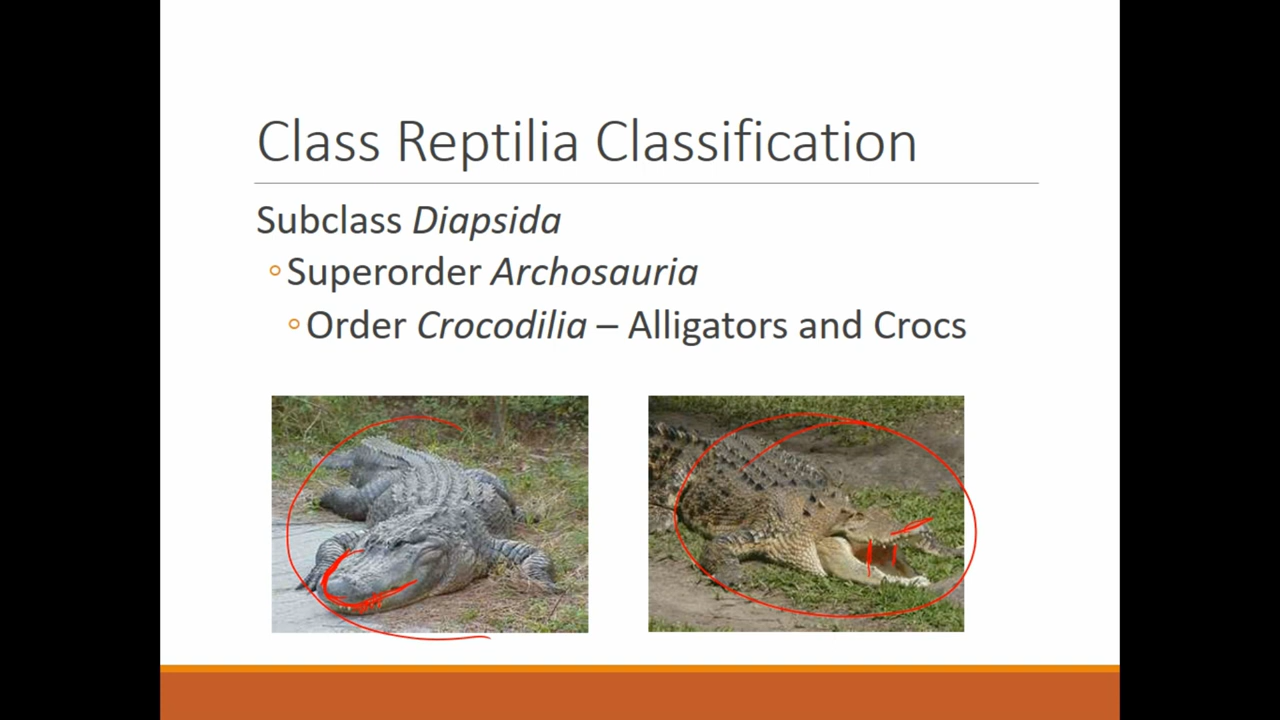 Class Reptilia Classification
Subclass Diapsida
Superorder Archosauria
Order Crocodilia – Alligators and Crocs